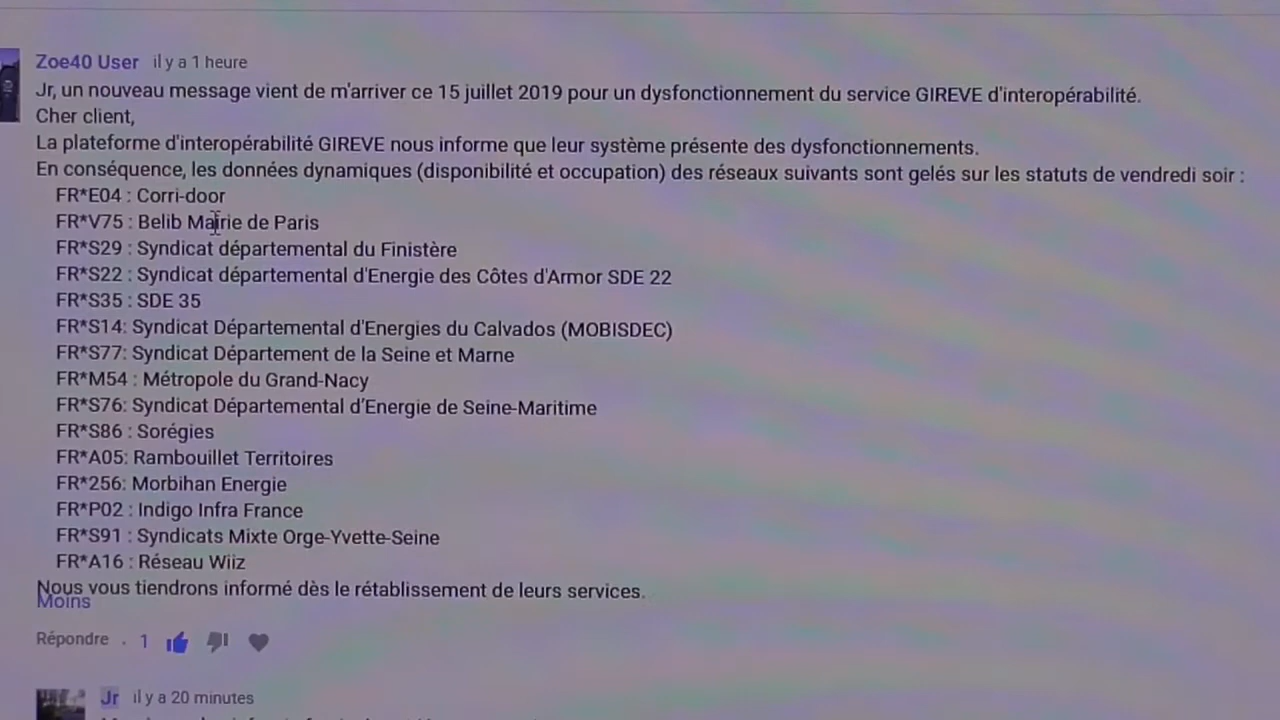 Zoe40 User il y a 1 heure
Jr, un nouveau message vient de m'arriver ce 15 juillet 2019 pour un dysfonctionnement du service GIREVE d'interopérabilité.
Cher client,
La plateforme d'interopérabilité GIREVE nous informe que leur système présente des dysfonctionnements.
En conséquence, les données dynamiques (disponibilité et occupation) des réseaux suivants sont gelés sur les statuts de vendredi soir :
FR*E04 : Corri-door
FR*V75 : Belib Mairie de Paris
FR*S29 : Syndicat départemental du Finistère
FR*S22 : Syndicat départemental d'Energie des Côtes d'Armor SDE 22
FR*S35 : SDE 35
FR*S14: Syndicat Départemental d'Energies du Calvados (MOBISDEC)
FR*S77: Syndicat Département de la Seine et Marne
FR*M54 : Métropole du Grand-Nacy
FR*S76: Syndicat Départemental d'Energie de Seine-Maritime
FR*S86 : Sorégies
FR*A05: Rambouillet Territoires
FR*256: Morbihan Energie
FR*P02 : Indigo Infra France
FR*S91 : Syndicats Mixte Orge-Yvette-Seine
FR*A16 : Réseau Wiiz
Nous vous tiendrons informé dès le rétablissement de leurs services.
Moins
Répondre . 1
Jr il y a 20 minutes